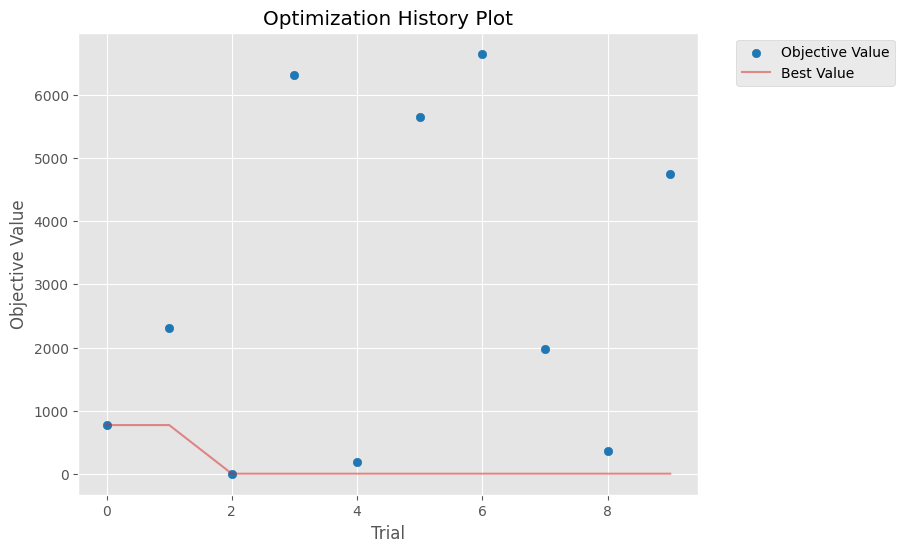 Optimization History Plot
Objective Value
Best Value
Objective Value
6000
5000
4000
3000
2000
1000
0
0 2 4 6 8
Trial